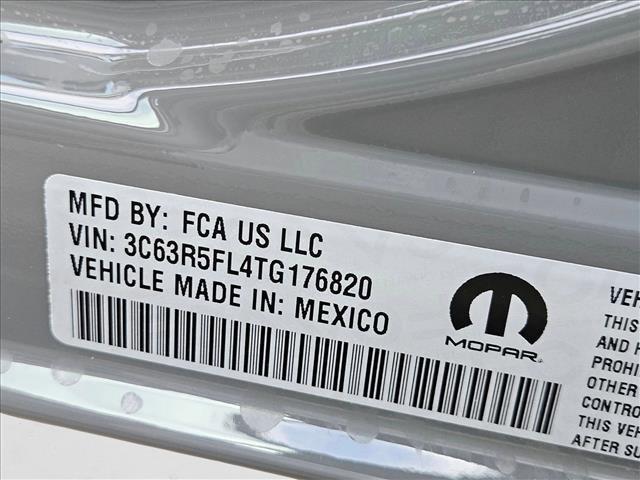 MFD BY: FCA US LLC
VIN: 3C63R5FL4TG176820
VEHICLE MADE IN: MEXICO
MOPAR
VEH
THIS
AND
PROHI
OTHER
CONTRO
THIS V
AFTER SU